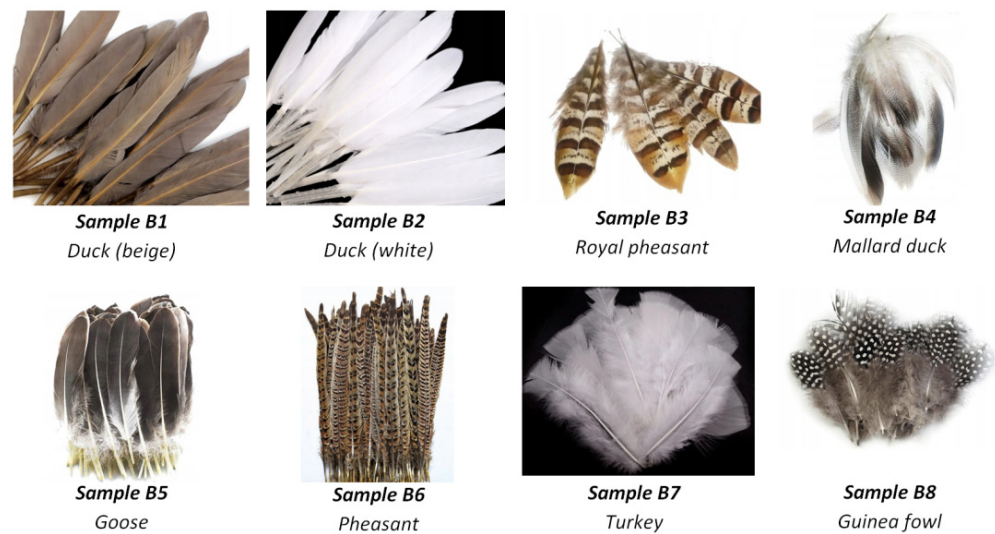 Sample B1
Duck (beige)
Sample B2
Duck (white)
Sample B3
Royal pheasant
Sample B4
Mallard duck
Sample B5
Goose
Sample B6
Pheasant
Sample B7
Turkey
Sample B8
Guinea fowl